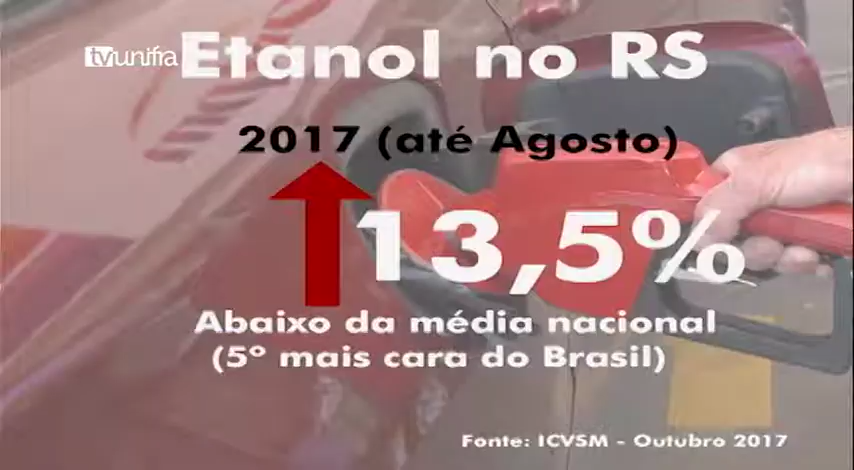 tvunifra
Etanol no RS
2017 (até Agosto)
13,5%
Abaixo da média nacional
(5º mais cara do Brasil)
Fonte: ICVSM - Outubro 2017